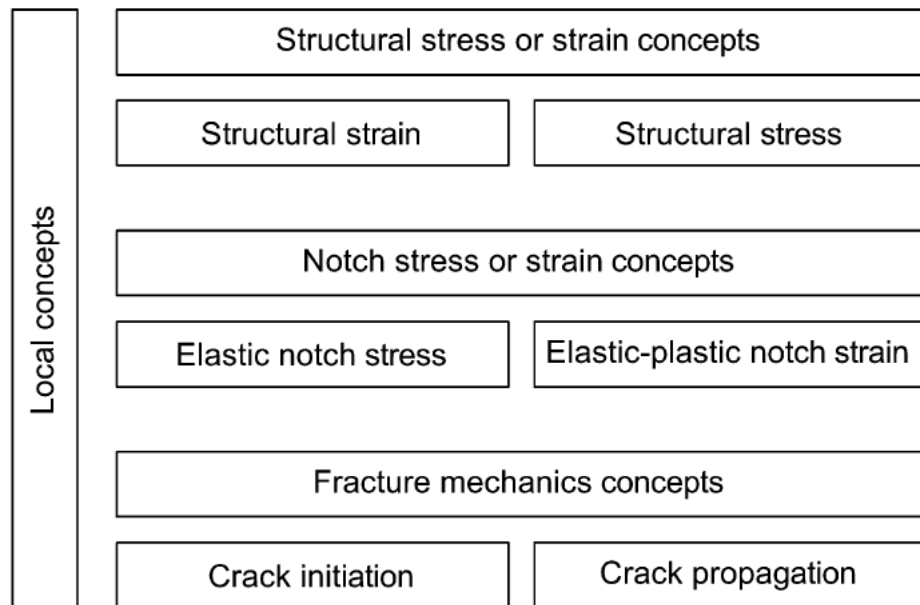 Local concepts
Structural stress or strain concepts
Structural strain
Structural stress
Notch stress or strain concepts
Elastic notch stress
Elastic-plastic notch strain
Fracture mechanics concepts
Crack initiation
Crack propagation